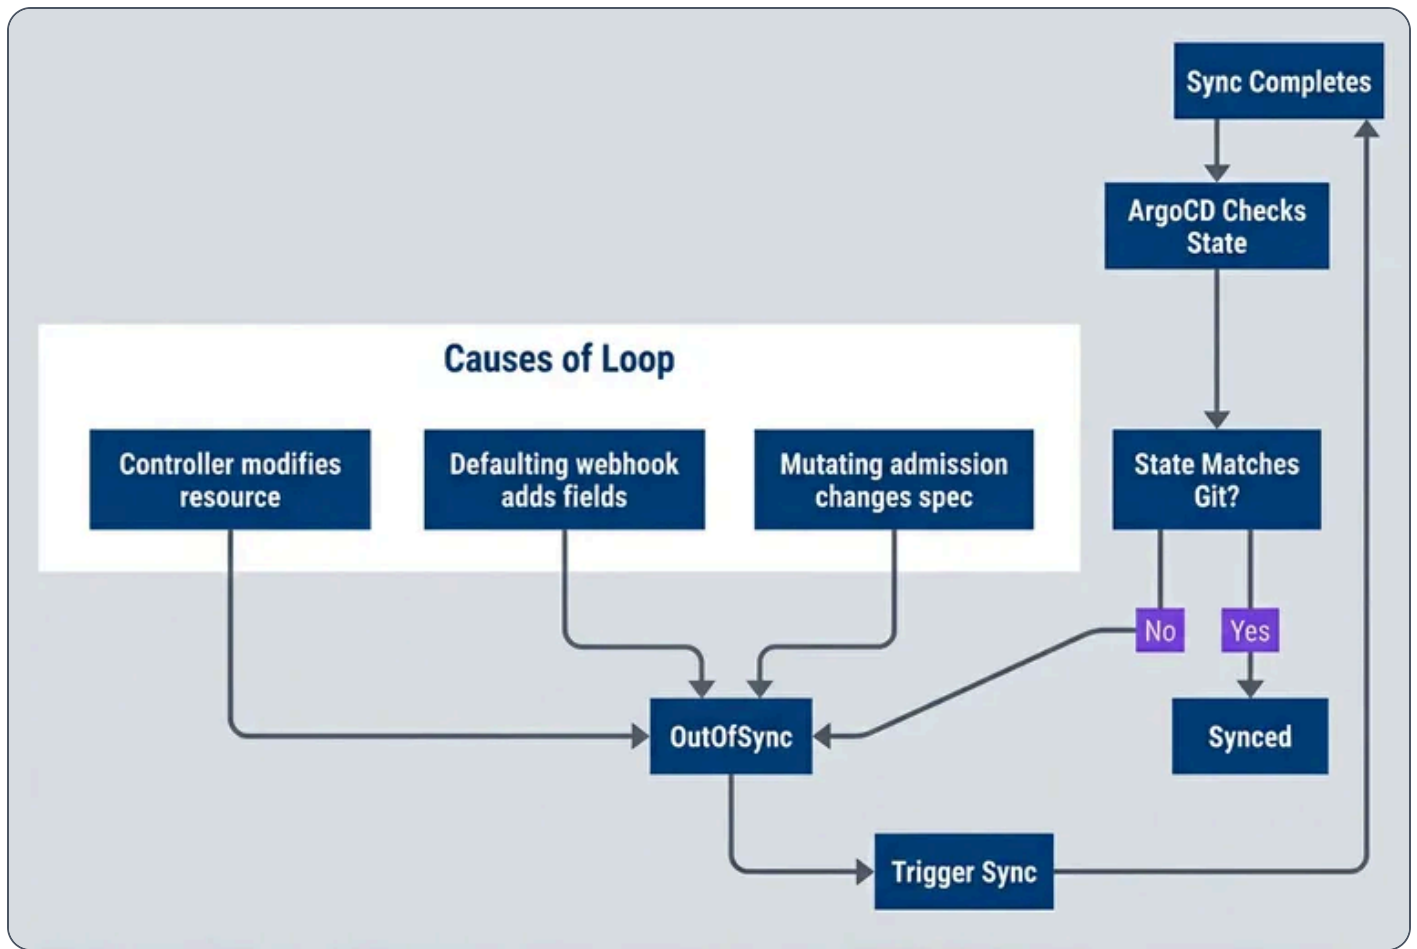 Sync Completes
ArgoCD Checks
State
Causes of Loop
Controller modifies
resource
Defaulting webhook
adds fields
Mutating admission
changes spec
State Matches
Git?
No
Yes
OutOfSync
Synced
Trigger Sync